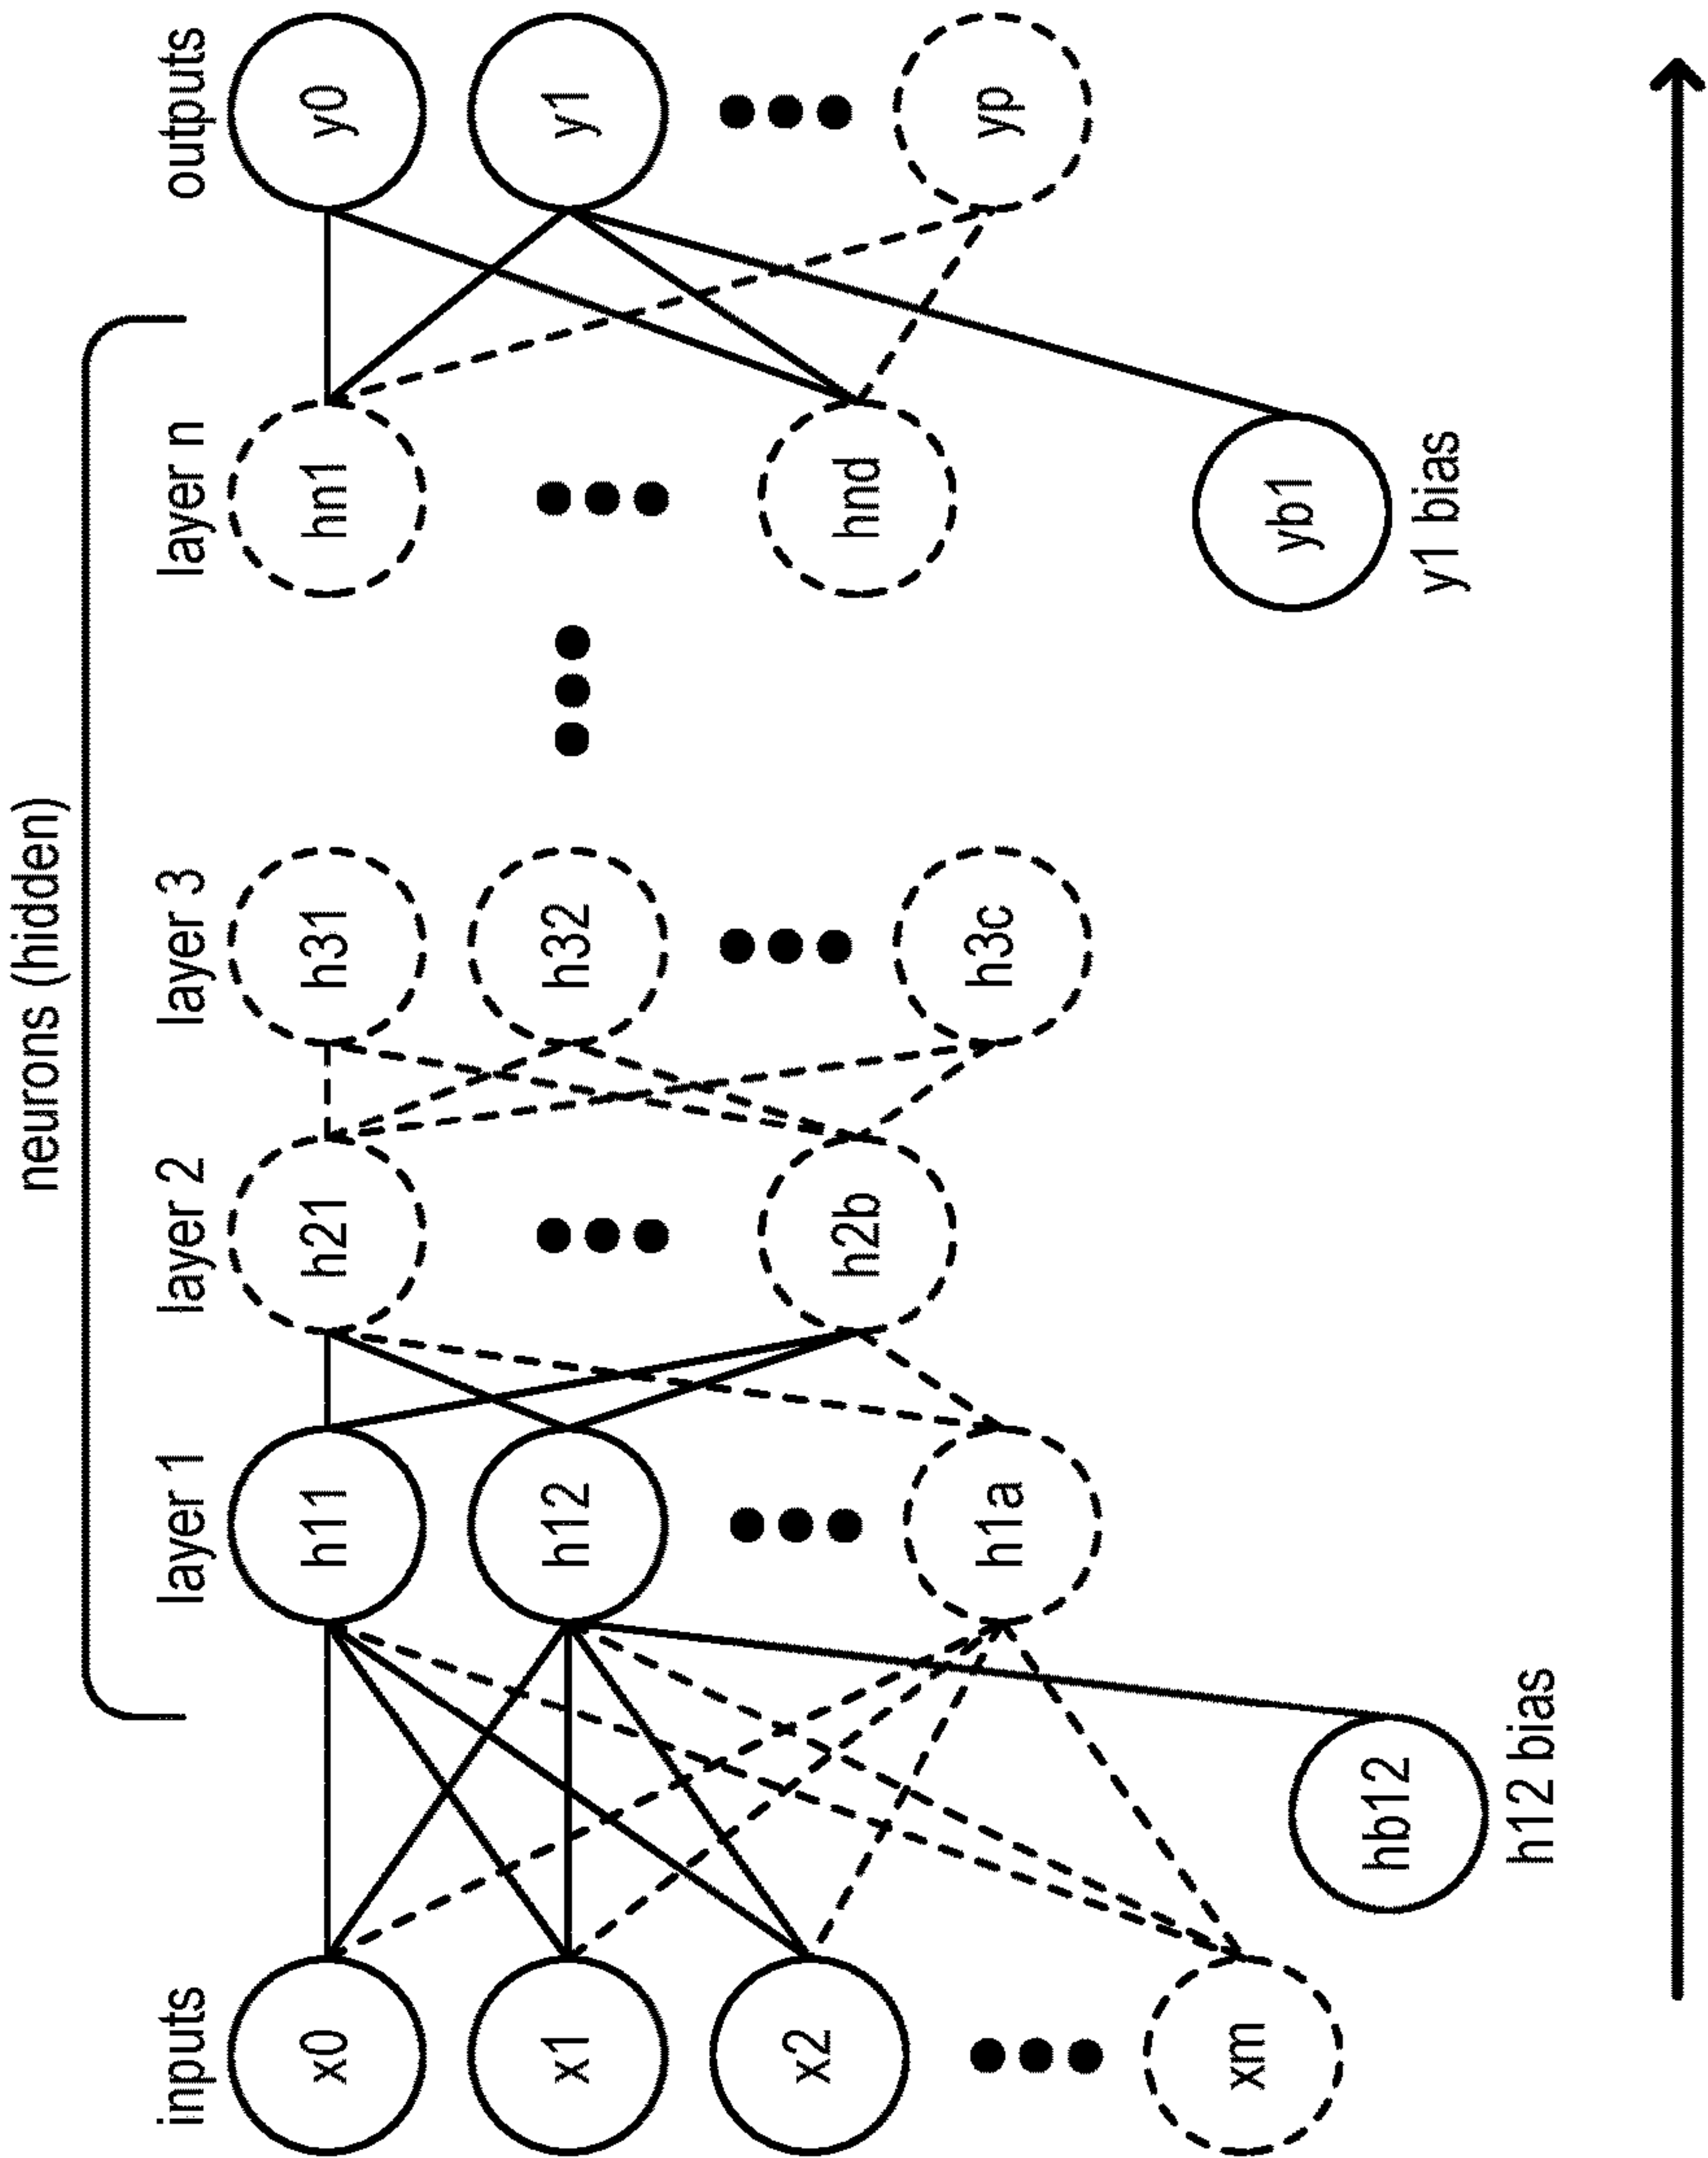 neurons (hidden)
inputs
layer 1
layer 2
layer 3
layer n
outputs
x0
h11
h21
h31
hn1
y0
x1
h12
h32
y1
x2
h2b
hnd
h1a
h3c
yp
xm
hb12
h12 bias
yb1
y1 bias